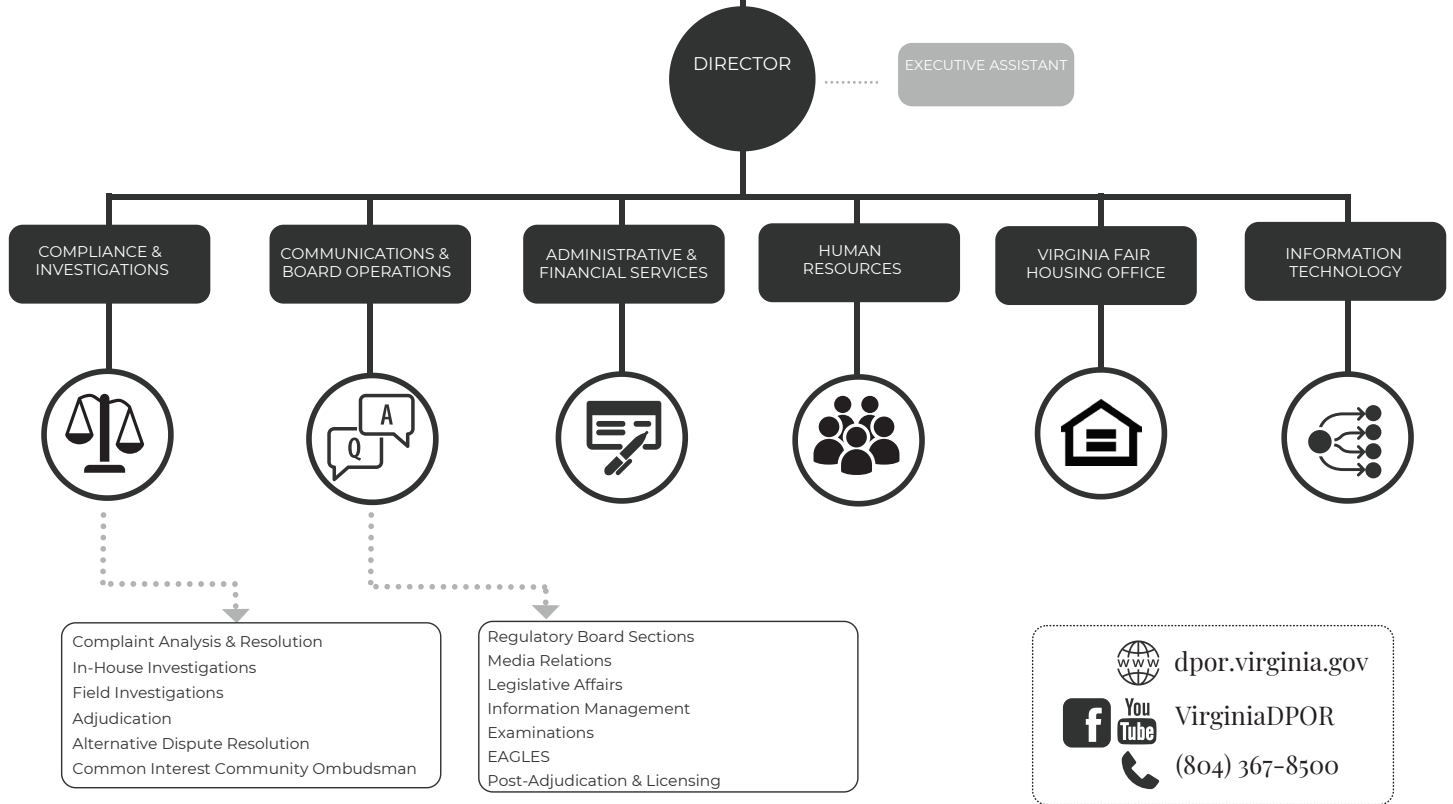 DIRECTOR
EXECUTIVE ASSISTANT
COMPLIANCE &
INVESTIGATIONS
COMMUNICATIONS &
BOARD OPERATIONS
ADMINISTRATIVE &
FINANCIAL SERVICES
HUMAN
RESOURCES
VIRGINIA FAIR
HOUSING OFFICE
INFORMATION
TECHNOLOGY
A
Q
Complaint Analysis & Resolution
In-House Investigations
Field Investigations
Adjudication
Alternative Dispute Resolution
Common Interest Community Ombudsman
Regulatory Board Sections
Media Relations
Legislative Affairs
Information Management
Examinations
EAGLES
Post-Adjudication & Licensing
www dpor.virginia.gov
f You Tube VirginiaDPOR
(804) 367-8500